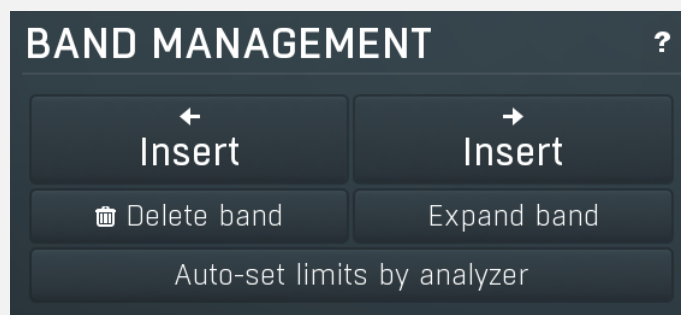 BAND MANAGEMENT ?
← →
Insert Insert
Delete band Expand band
Auto-set limits by analyzer